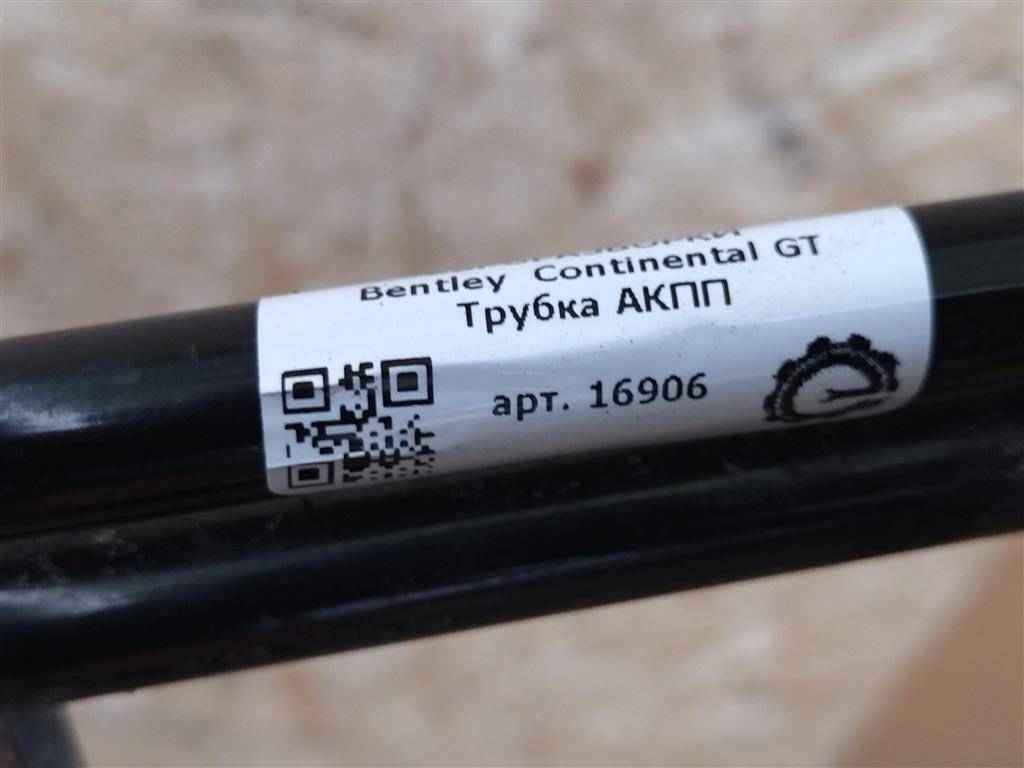 Bentley Continental GT
Трубка АКПП
арт. 16906